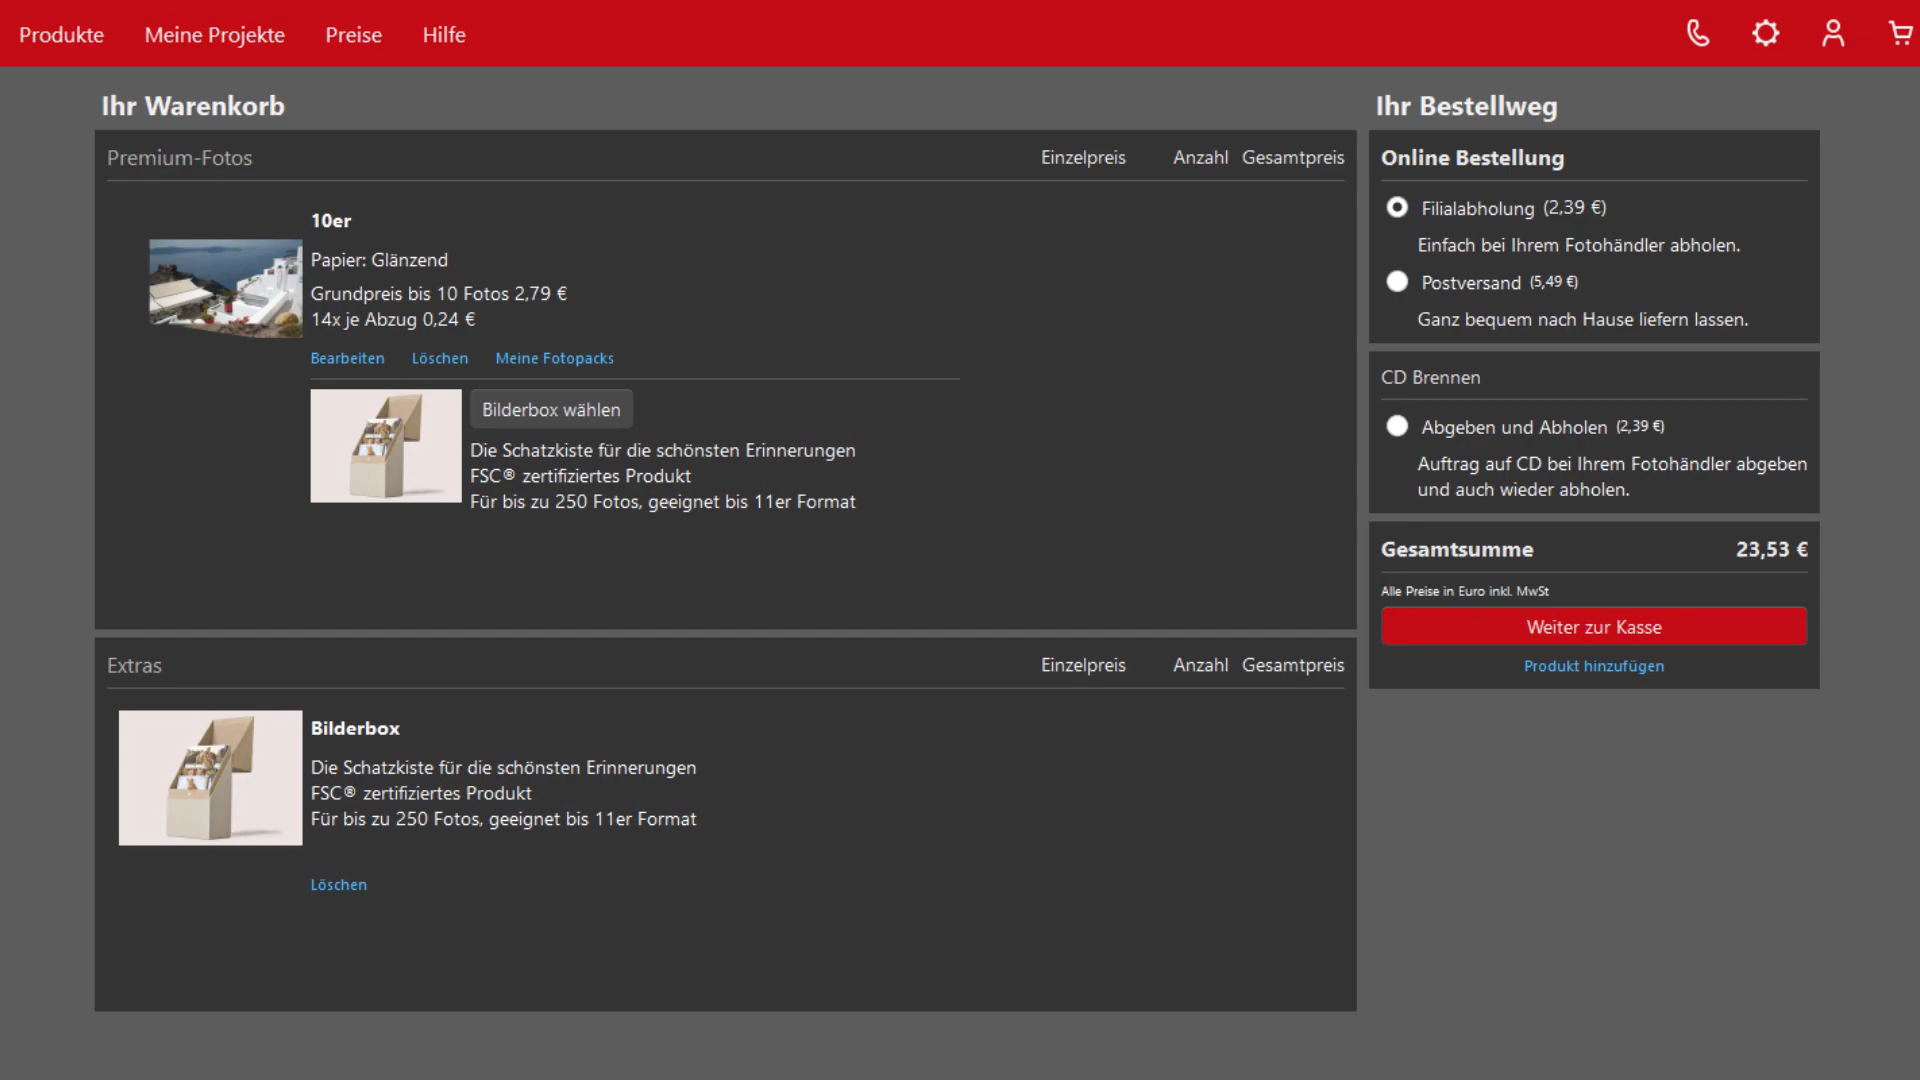 Produkte Meine Projekte Preise Hilfe
Ihr Warenkorb
Premium-Fotos Einzelpreis Anzahl Gesamtpreis
10er
Papier: Glänzend
Grundpreis bis 10 Fotos 2,79 €
14x je Abzug 0,24 €
Bearbeiten Löschen Meine Fotopacks
Bilderbox wählen
Die Schatzkiste für die schönsten Erinnerungen
FSC® zertifiziertes Produkt
Für bis zu 250 Fotos, geeignet bis 11er Format
Extras Einzelpreis Anzahl Gesamtpreis
Bilderbox
Die Schatzkiste für die schönsten Erinnerungen
FSC® zertifiziertes Produkt
Für bis zu 250 Fotos, geeignet bis 11er Format
Löschen
Ihr Bestellweg
Online Bestellung
Filialabholung (2,39 €)
Einfach bei Ihrem Fotohändler abholen.
Postversand (5,49 €)
Ganz bequem nach Hause liefern lassen.
CD Brennen
Abgeben und Abholen (2,39 €)
Auftrag auf CD bei Ihrem Fotohändler abgeben
und auch wieder abholen.
Gesamtsumme 23,53 €
Alle Preise in Euro inkl. MwSt
Weiter zur Kasse
Produkt hinzufügen